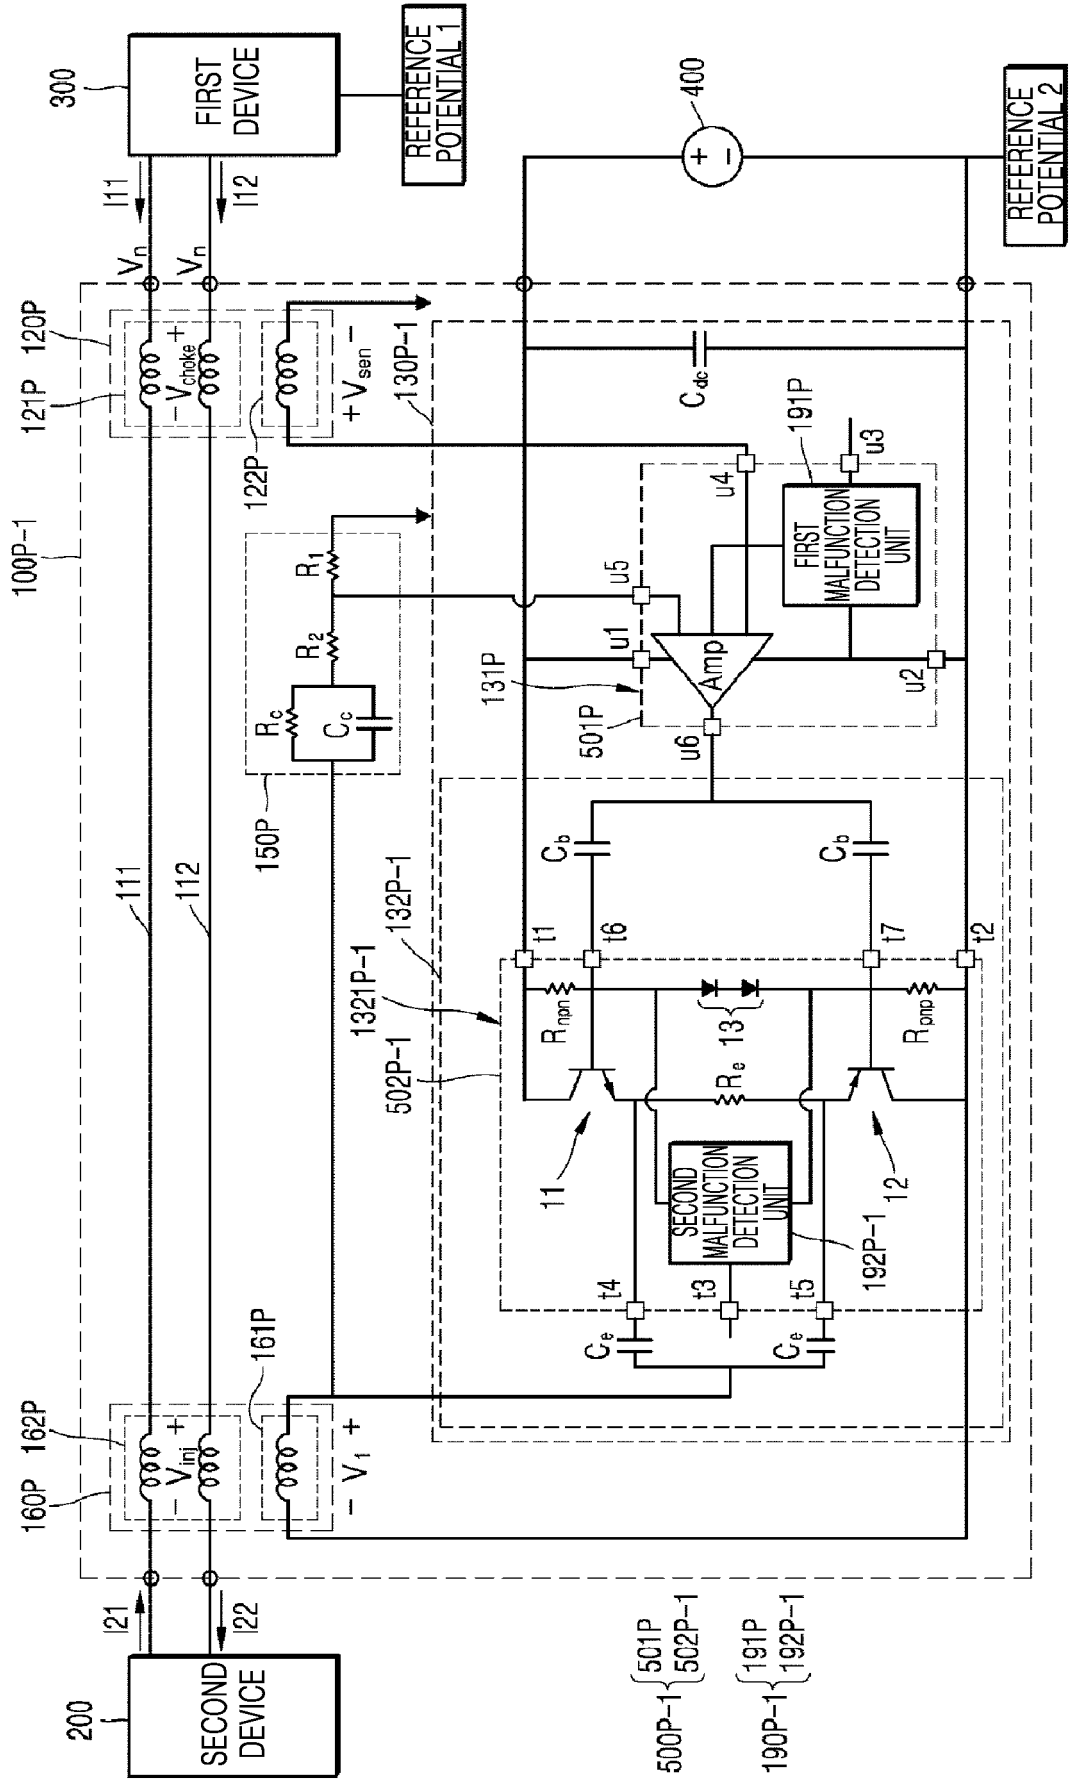 100P-1
300
FIRST
DEVICE
REFERENCE
POTENTIAL 1
I11
I12
Vn
Vn
120P
121P
− Vchoke +
122P
+ Vsen −
130P-1
400
+
−
REFERENCE
POTENTIAL 2
Cdc
191P
u3
u4
FIRST
MALFUNCTION
DETECTION
UNIT
u5
u1
u2
Amp
131P
501P
u6
R1
R2
Rc
Cc
150P
111
112
Cb
Cb
132P-1
1321P-1
502P-1
t1
t6
t7
t2
Rnpn
13
Rpnp
Re
11
12
SECOND
MALFUNCTION
DETECTION
UNIT
192P-1
t4
t3
t5
Ce
Ce
161P
162P
160P
− Vinj +
− V1 +
I21
I22
200
SECOND
DEVICE
500P-1
501P
502P-1
190P-1
191P
192P-1